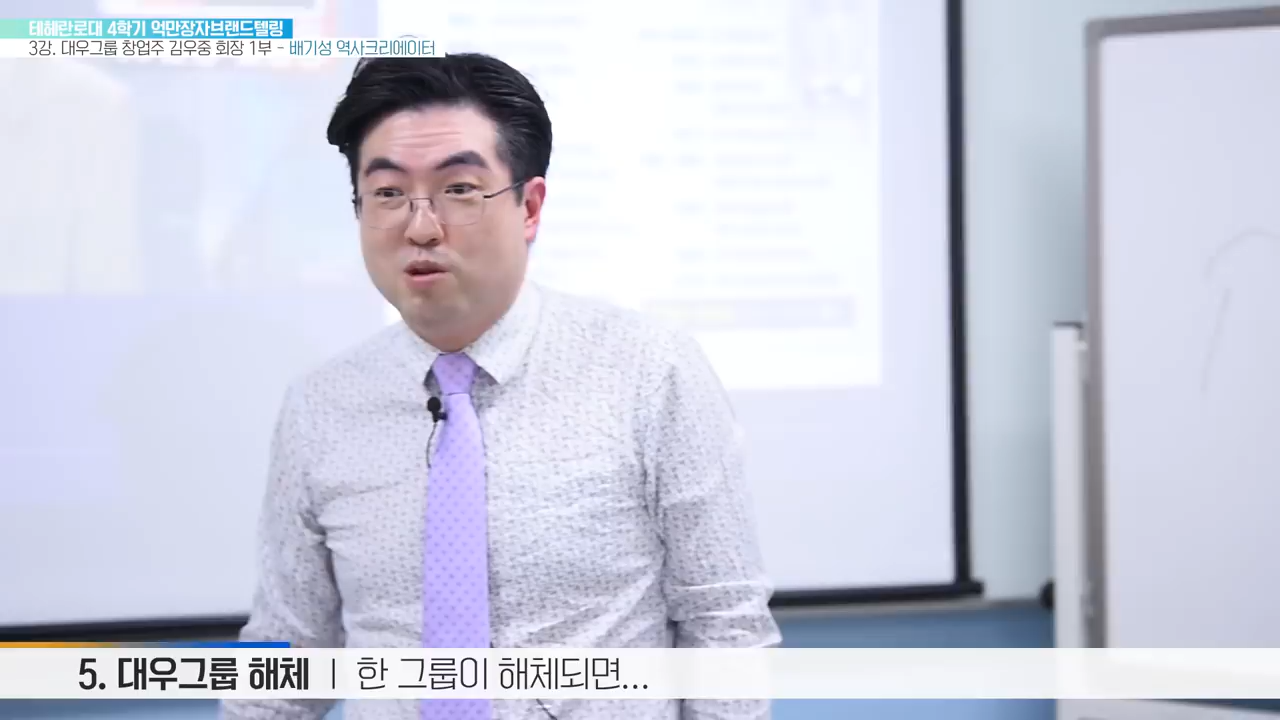 테헤란로대 4학기 억만장자브랜드텔링
3강. 대우그룹 창업주 김우중 회장 1부 - 배기성 역사크리에이터
5. 대우그룹 해체 | 한 그룹이 해체되면...